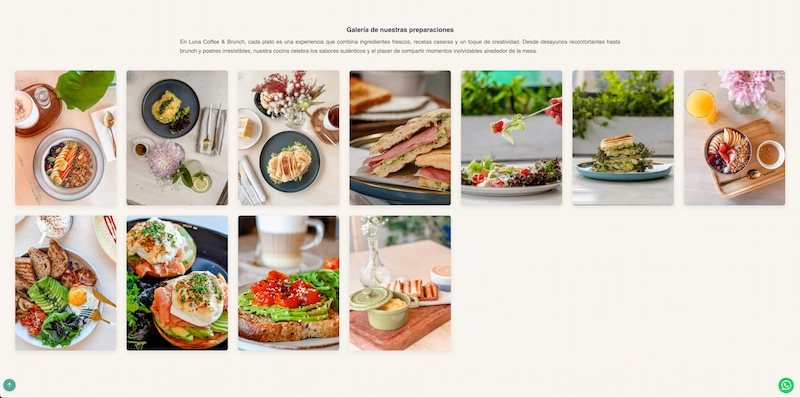 Galería de nuestras preparaciones
En Luna Coffee & Brunch, cada plato es una experiencia que combina ingredientes frescos, recetas caseras y un toque de creatividad. Desde desayunos reconfortantes hasta
brunch y postres irresistibles, nuestra cocina celebra los sabores auténticos y el placer de compartir momentos inolvidables alrededor de la mesa.